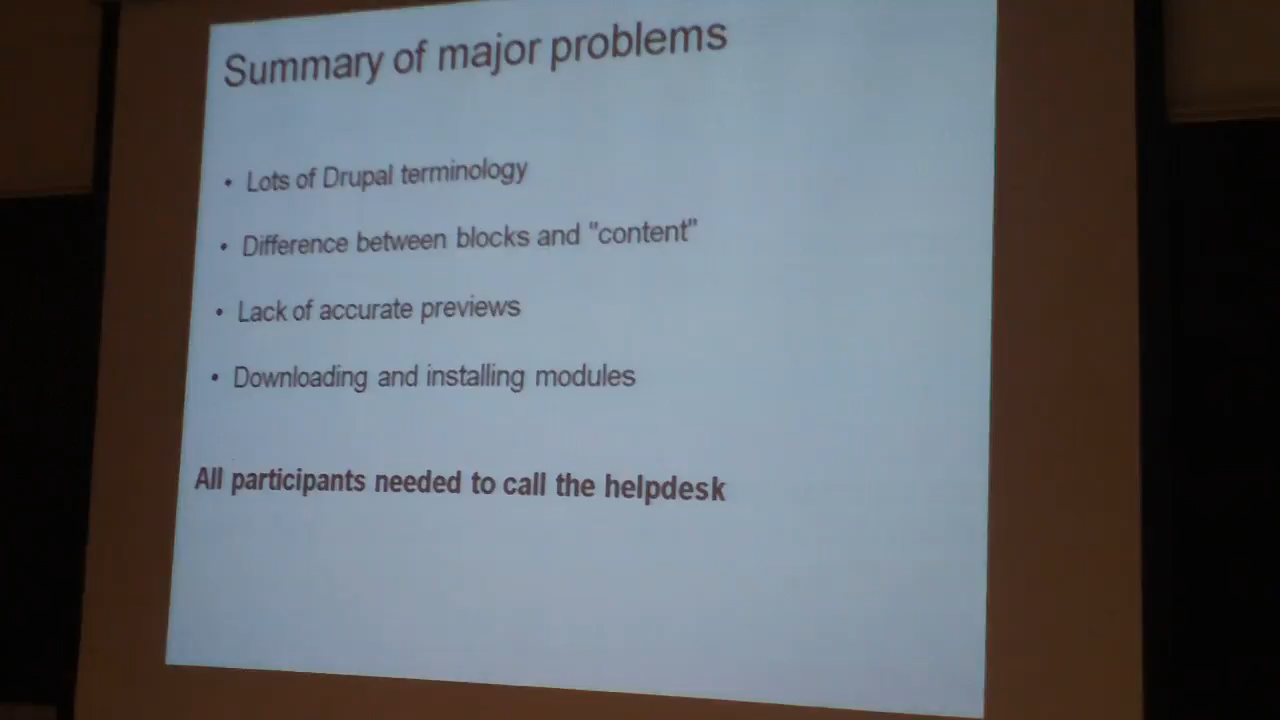 Summary of major problems
• Lots of Drupal terminology
• Difference between blocks and "content"
• Lack of accurate previews
• Downloading and installing modules
All participants needed to call the helpdesk